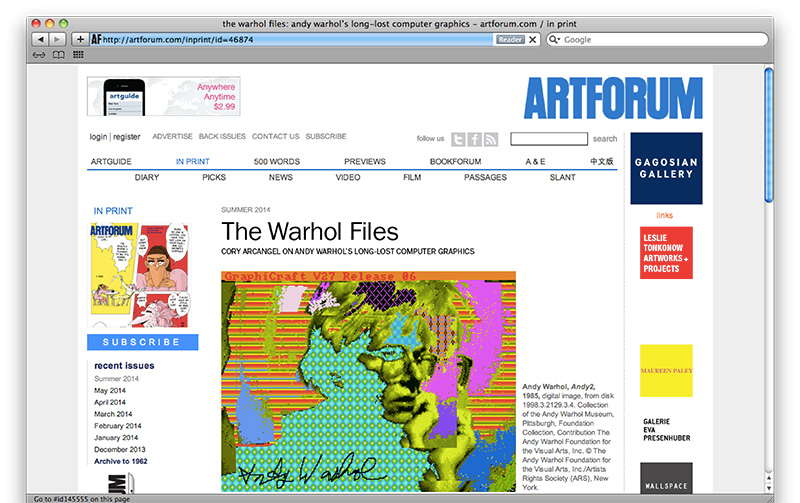 the warhol files: andy warhol's long-lost computer graphics – artforum.com / in print
AF http://artforum.com/inprint/id=46874
Reader
Google
artguide
Anywhere
Anytime
$2.99
ARTFORUM
login | register
ADVERTISE BACK ISSUES CONTACT US SUBSCRIBE
follow us
search
ARTGUIDE IN PRINT 500 WORDS PREVIEWS BOOKFORUM A & E 中文版
DIARY PICKS NEWS VIDEO FILM PASSAGES SLANT
GAGOSIAN
GALLERY
links
LESLIE
TONKONOW
ARTWORKS +
PROJECTS
MAUREEN PALEY
GALERIE
EVA
PRESENHUBER
WALLSPACE
IN PRINT
ARTFORUM
SUBSCRIBE
recent issues
Summer 2014
May 2014
April 2014
March 2014
February 2014
January 2014
December 2013
Archive to 1962
SUMMER 2014
The Warhol Files
CORY ARCANGEL ON ANDY WARHOL'S LONG-LOST COMPUTER GRAPHICS
GraphiCraft V27 Release 06
Andy Warhol
Andy Warhol, Andy2,
1985, digital image, from disk
1998.3.2129.3.4. Collection
of the Andy Warhol Museum,
Pittsburgh, Foundation
Collection, Contribution The
Andy Warhol Foundation for
the Visual Arts, Inc. © The
Andy Warhol Foundation for
the Visual Arts, Inc./Artists
Rights Society (ARS), New
York.
Go to #id145555 on this page